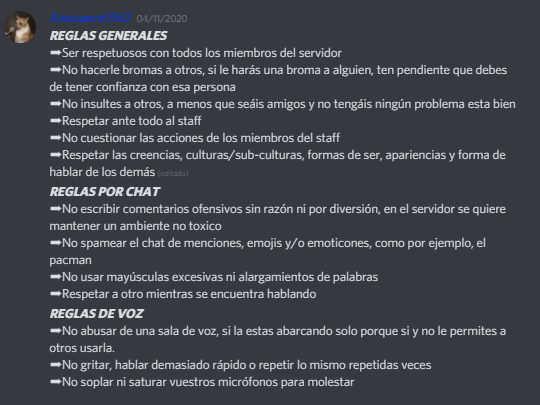 04/11/2020
REGLAS GENERALES
➡Ser respetuosos con todos los miembros del servidor
➡No hacerle bromas a otros, si le harás una broma a alguien, ten pendiente que debes
de tener confianza con esa persona
➡No insultes a otros, a menos que seáis amigos y no tengáis ningún problema esta bien
➡Respetar ante todo al staff
➡No cuestionar las acciones de los miembros del staff
➡Respetar las creencias, culturas/sub-culturas, formas de ser, apariencias y forma de
hablar de los demás (editado)
REGLAS POR CHAT
➡No escribir comentarios ofensivos sin razón ni por diversión, en el servidor se quiere
mantener un ambiente no toxico
➡No spamear el chat de menciones, emojis y/o emoticones, como por ejemplo, el
pacman
➡No usar mayúsculas excesivas ni alargamientos de palabras
➡Respetar a otro mientras se encuentra hablando
REGLAS DE VOZ
➡No abusar de una sala de voz, si la estas abarcando solo porque si y no le permites a
otros usarla.
➡No gritar, hablar demasiado rápido o repetir lo mismo repetidas veces
➡No soplar ni saturar vuestros micrófonos para molestar